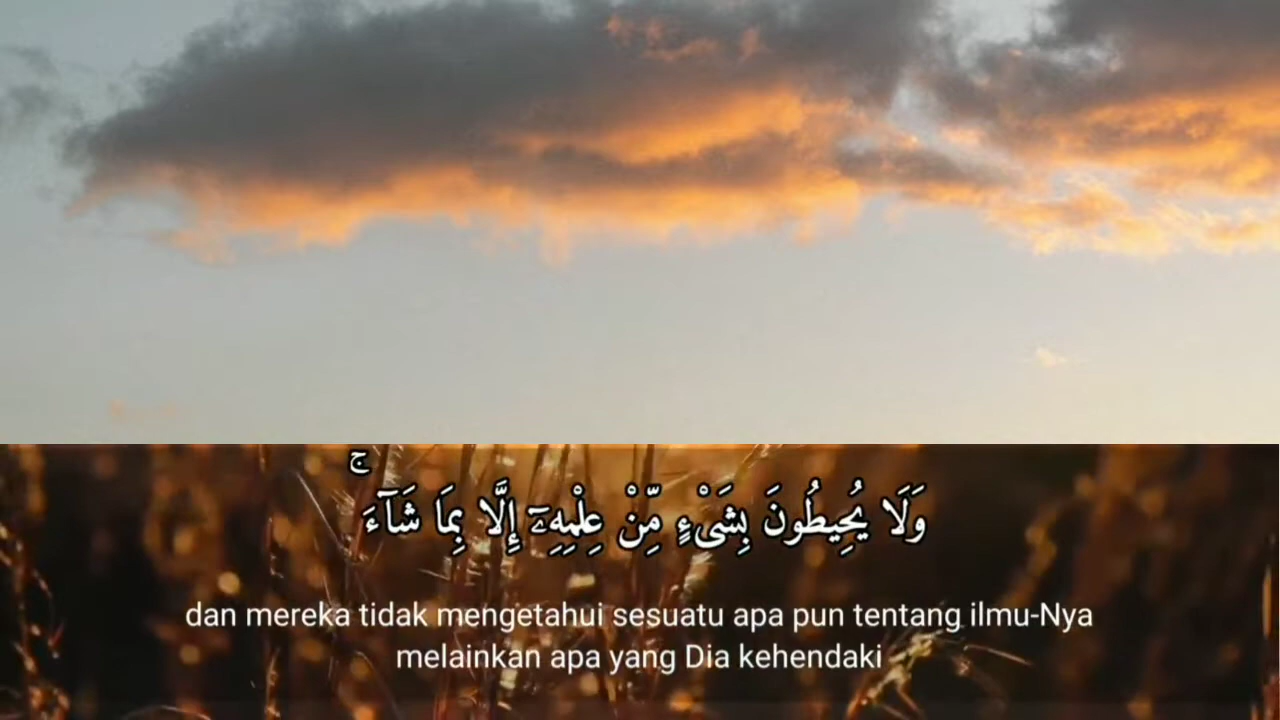 وَلَا يُحِيطُونَ بِشَىْءٍ مِّنْ عِلْمِهِۦٓ إِلَّا بِمَا شَآءَ ۚ
dan mereka tidak mengetahui sesuatu apa pun tentang ilmu-Nya
melainkan apa yang Dia kehendaki